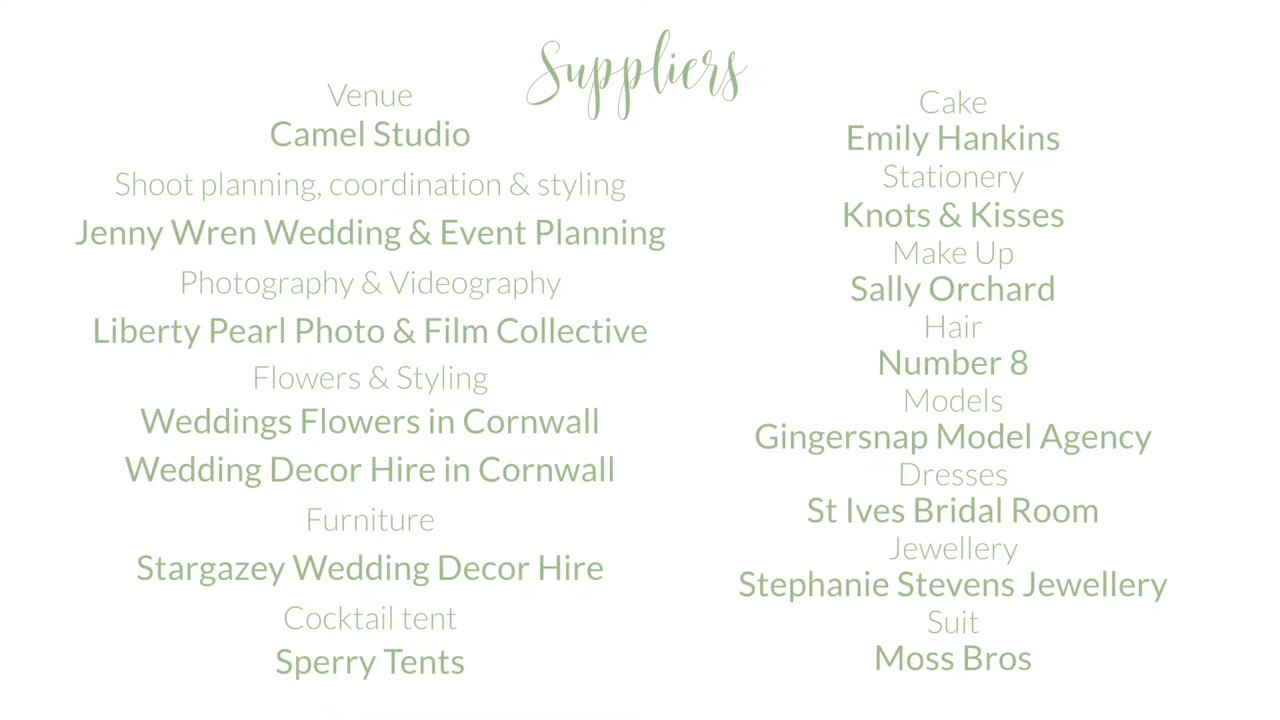 Suppliers
Venue
Camel Studio
Shoot planning, coordination & styling
Jenny Wren Wedding & Event Planning
Photography & Videography
Liberty Pearl Photo & Film Collective
Flowers & Styling
Weddings Flowers in Cornwall
Wedding Decor Hire in Cornwall
Furniture
Stargazey Wedding Decor Hire
Cocktail tent
Sperry Tents
Cake
Emily Hankins
Stationery
Knots & Kisses
Make Up
Sally Orchard
Hair
Number 8
Models
Gingersnap Model Agency
Dresses
St Ives Bridal Room
Jewellery
Stephanie Stevens Jewellery
Suit
Moss Bros